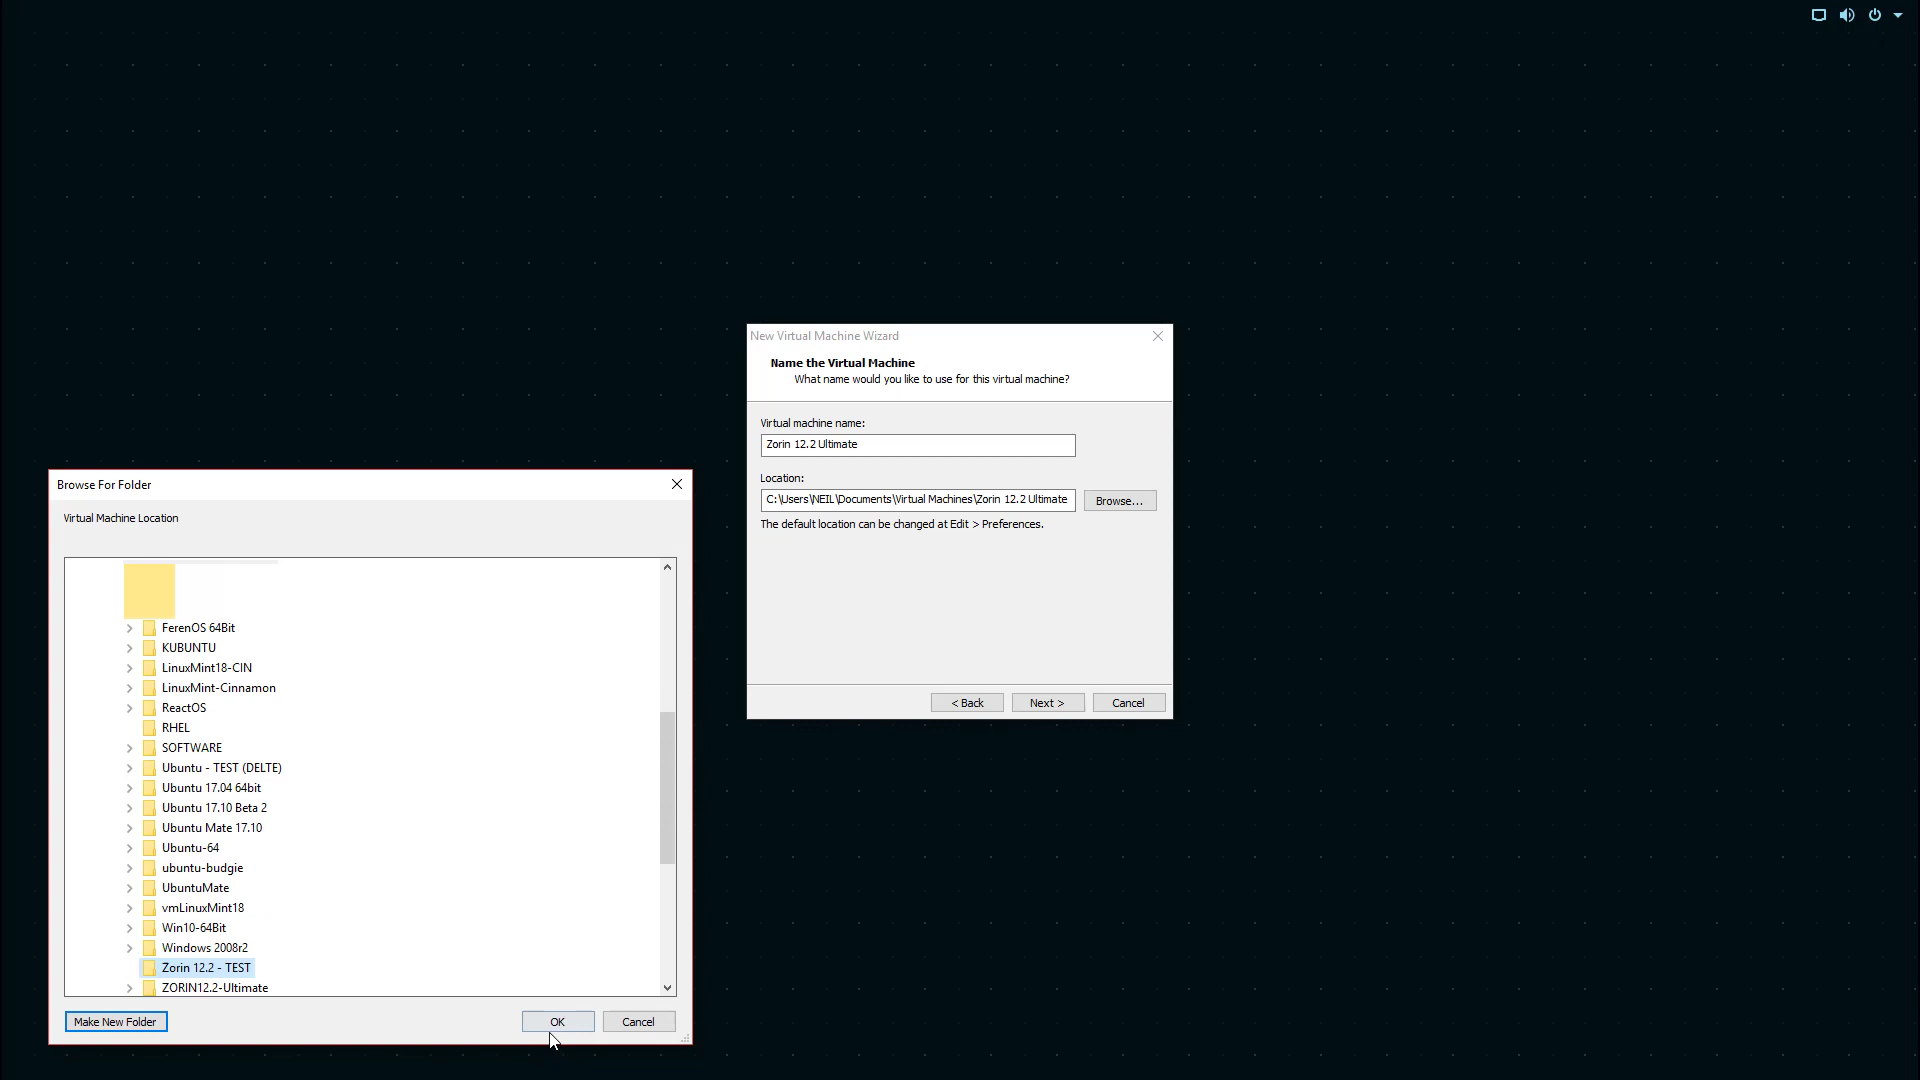 New Virtual Machine Wizard
Name the Virtual Machine
What name would you like to use for this virtual machine?
Virtual machine name:
Zorin 12.2 Ultimate
Location:
C:\Users\NEIL\Documents\Virtual Machines\Zorin 12.2 Ultimate
Browse...
The default location can be changed at Edit > Preferences.
< Back
Next >
Cancel
Browse For Folder
Virtual Machine Location
FerenOS 64Bit
KUBUNTU
LinuxMint18-CIN
LinuxMint-Cinnamon
ReactOS
RHEL
SOFTWARE
Ubuntu - TEST (DELTE)
Ubuntu 17.04 64bit
Ubuntu 17.10 Beta 2
Ubuntu Mate 17.10
Ubuntu-64
ubuntu-budgie
UbuntuMate
vmLinuxMint18
Win10-64Bit
Windows 2008r2
Zorin 12.2 - TEST
ZORIN12.2-Ultimate
Make New Folder
OK
Cancel